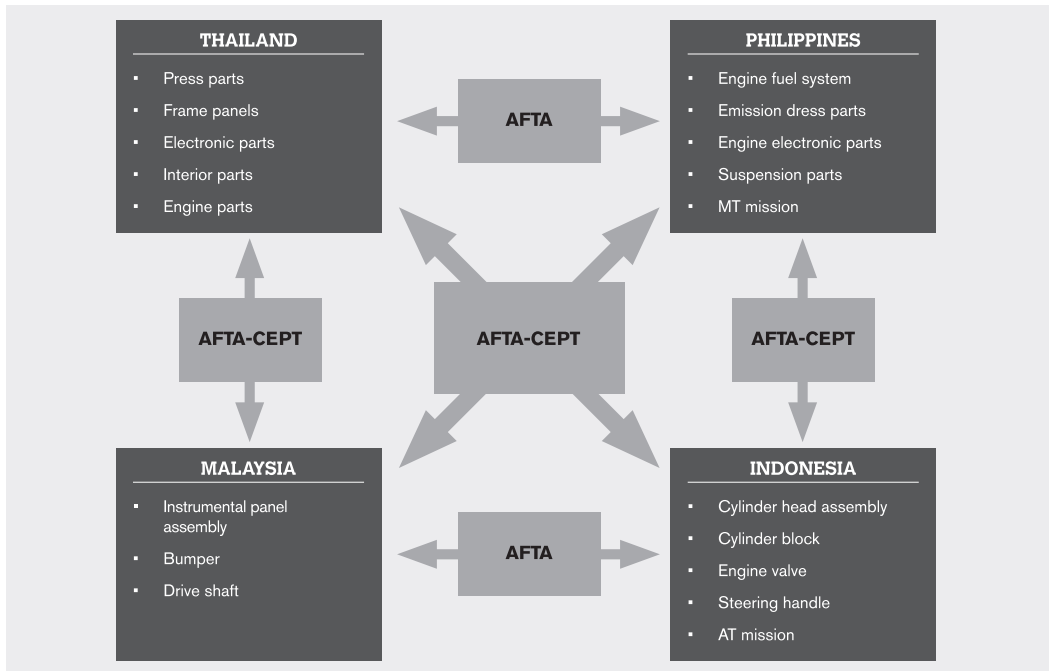 THAILAND
▪ Press parts
▪ Frame panels
▪ Electronic parts
▪ Interior parts
▪ Engine parts
AFTA
PHILIPPINES
▪ Engine fuel system
▪ Emission dress parts
▪ Engine electronic parts
▪ Suspension parts
▪ MT mission
AFTA-CEPT
AFTA-CEPT
AFTA-CEPT
MALAYSIA
▪ Instrumental panel
assembly
▪ Bumper
▪ Drive shaft
AFTA
INDONESIA
▪ Cylinder head assembly
▪ Cylinder block
▪ Engine valve
▪ Steering handle
▪ AT mission